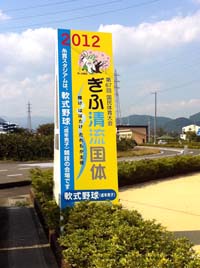 2012
第67回 国民体育大会
ぎふ清流国体
輝け はばたけ だれもが主役
大野スタジアムは、軟式野球(成年男子)競技の会場です
軟式野球(成年男子)